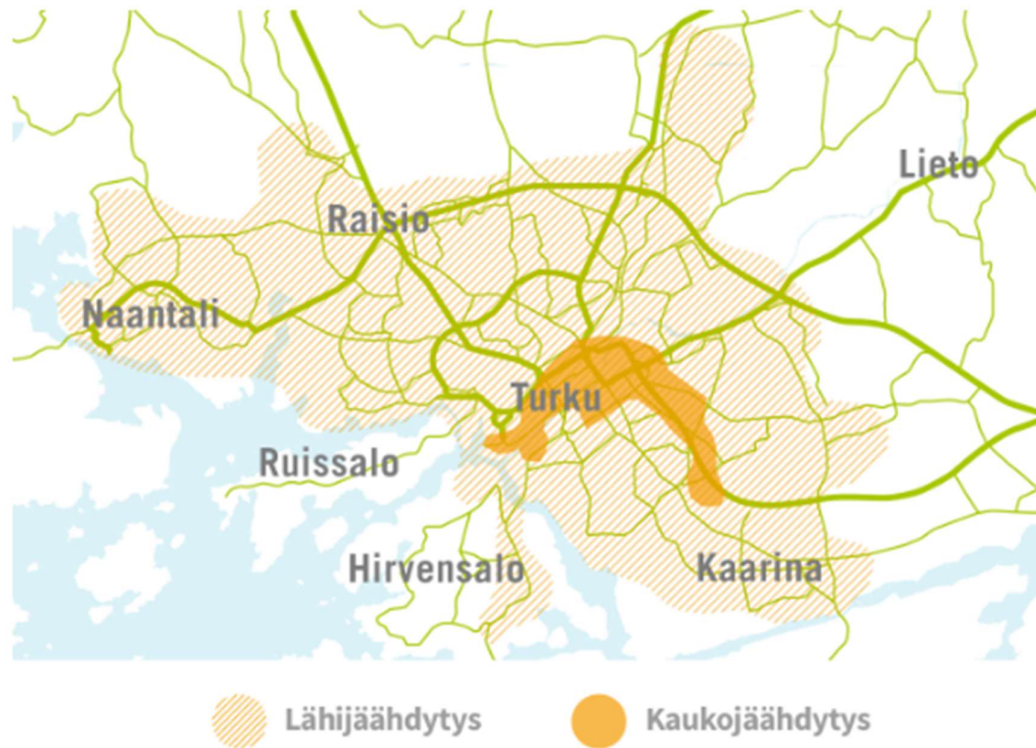 Lieto
Raisio
Naantali
Turku
Ruissalo
Hirvensalo
Kaarina
Lähijäähdytys
Kaukojäähdytys